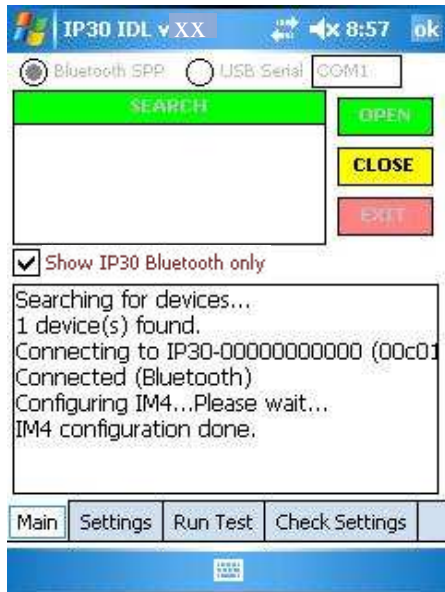 IP30 IDL v XX 8:57 ok
Bluetooth SPP USB Serial COM1
SEARCH
OPEN
CLOSE
EXIT
Show IP30 Bluetooth only
Searching for devices...
1 device(s) found.
Connecting to IP30-00000000000 (00c01
Connected (Bluetooth)
Configuring IM4...Please wait...
IM4 configuration done.
Main Settings Run Test Check Settings